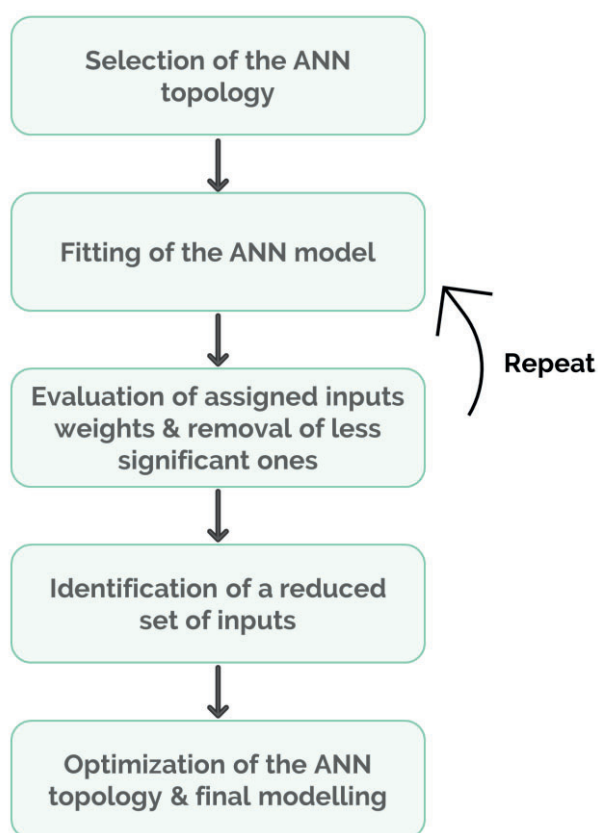 Selection of the ANN
topology
Fitting of the ANN model
Repeat
Evaluation of assigned inputs
weights & removal of less
significant ones
Identification of a reduced
set of inputs
Optimization of the ANN
topology & final modelling